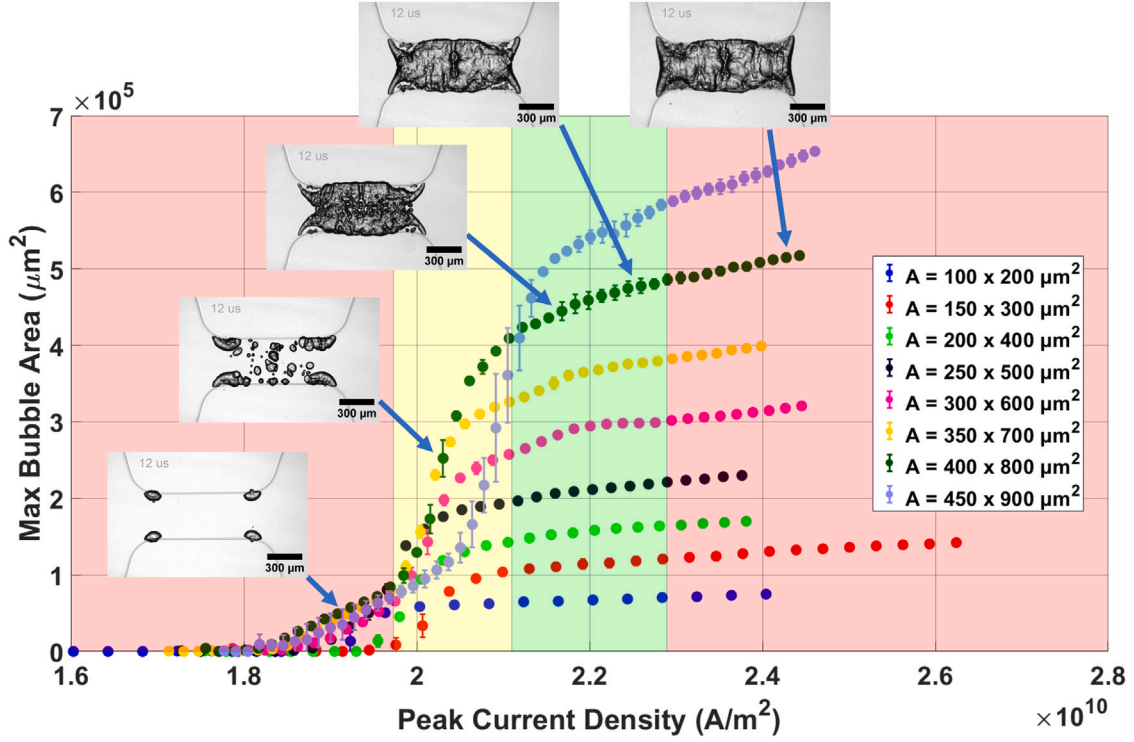 12 us
300 µm
12 us
300 µm
×10⁵
7
12 us
300 µm
6
5
12 us
300 µm
4
3
12 us
300 µm
2
1
0
Max Bubble Area (µm²)
A = 100 x 200 µm²
A = 150 x 300 µm²
A = 200 x 400 µm²
A = 250 x 500 µm²
A = 300 x 600 µm²
A = 350 x 700 µm²
A = 400 x 800 µm²
A = 450 x 900 µm²
1.6 1.8 2 2.2 2.4 2.6 2.8
Peak Current Density (A/m²)
×10¹⁰